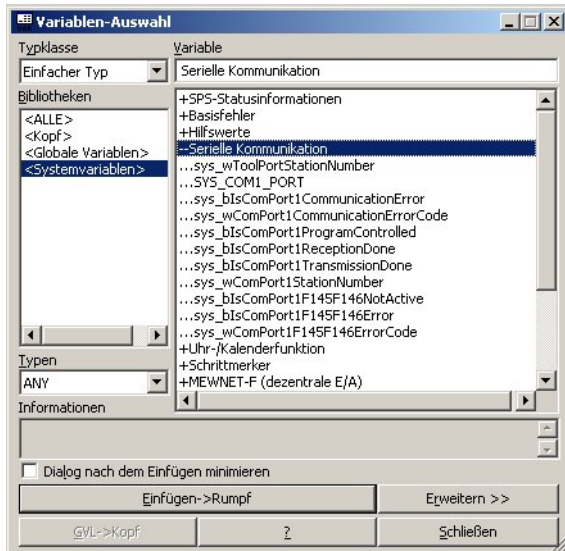 Variablen-Auswahl
Typklasse
Variable
Einfacher Typ
Serielle Kommunikation
Bibliotheken
<ALLE>
<Kopf>
<Globale Variablen>
<Systemvariablen>
+SPS-Statusinformationen
+Basisfehler
+Hilfswerte
--Serielle Kommunikation
...sys_wToolPortStationNumber
...SYS_COM1_PORT
...sys_bIsComPort1CommunicationError
...sys_wComPort1CommunicationErrorCode
...sys_bIsComPort1ProgramControlled
...sys_bIsComPort1ReceptionDone
...sys_bIsComPort1TransmissionDone
...sys_wComPort1StationNumber
...sys_bIsComPort1F145F146NotActive
...sys_bIsComPort1F145F146Error
...sys_wComPort1F145F146ErrorCode
+Uhr-/Kalenderfunktion
+Schrittmerker
+MEWNET-F (dezentrale E/A)
Typen
ANY
Informationen
Dialog nach dem Einfügen minimieren
Einfügen->Rumpf
Erweitern >>
GVL->Kopf
?
Schließen